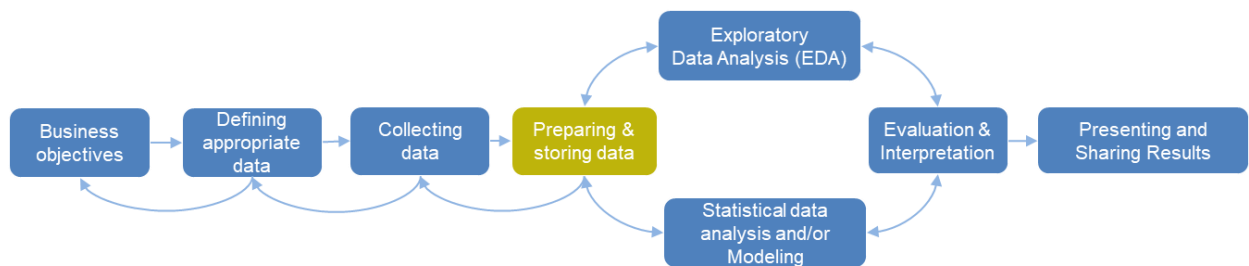 Business
objectives
Defining
appropriate
data
Collecting
data
Preparing &
storing data
Exploratory
Data Analysis (EDA)
Statistical data
analysis and/or
Modeling
Evaluation &
Interpretation
Presenting and
Sharing Results